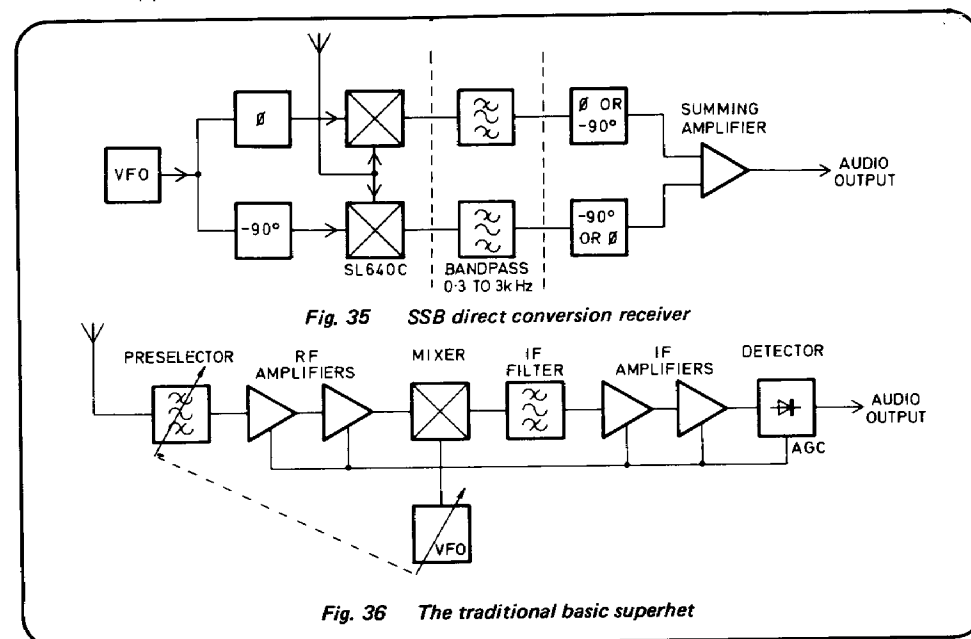 Ø
Ø OR
-90°
SUMMING
AMPLIFIER
VFO
AUDIO
OUTPUT
-90°
-90°
OR Ø
SL640C
BANDPASS
0·3 TO 3kHz
Fig. 35 SSB direct conversion receiver
PRESELECTOR
RF
AMPLIFIERS
MIXER
IF
FILTER
IF
AMPLIFIERS
DETECTOR
AUDIO
OUTPUT
AGC
VFO
Fig. 36 The traditional basic superhet